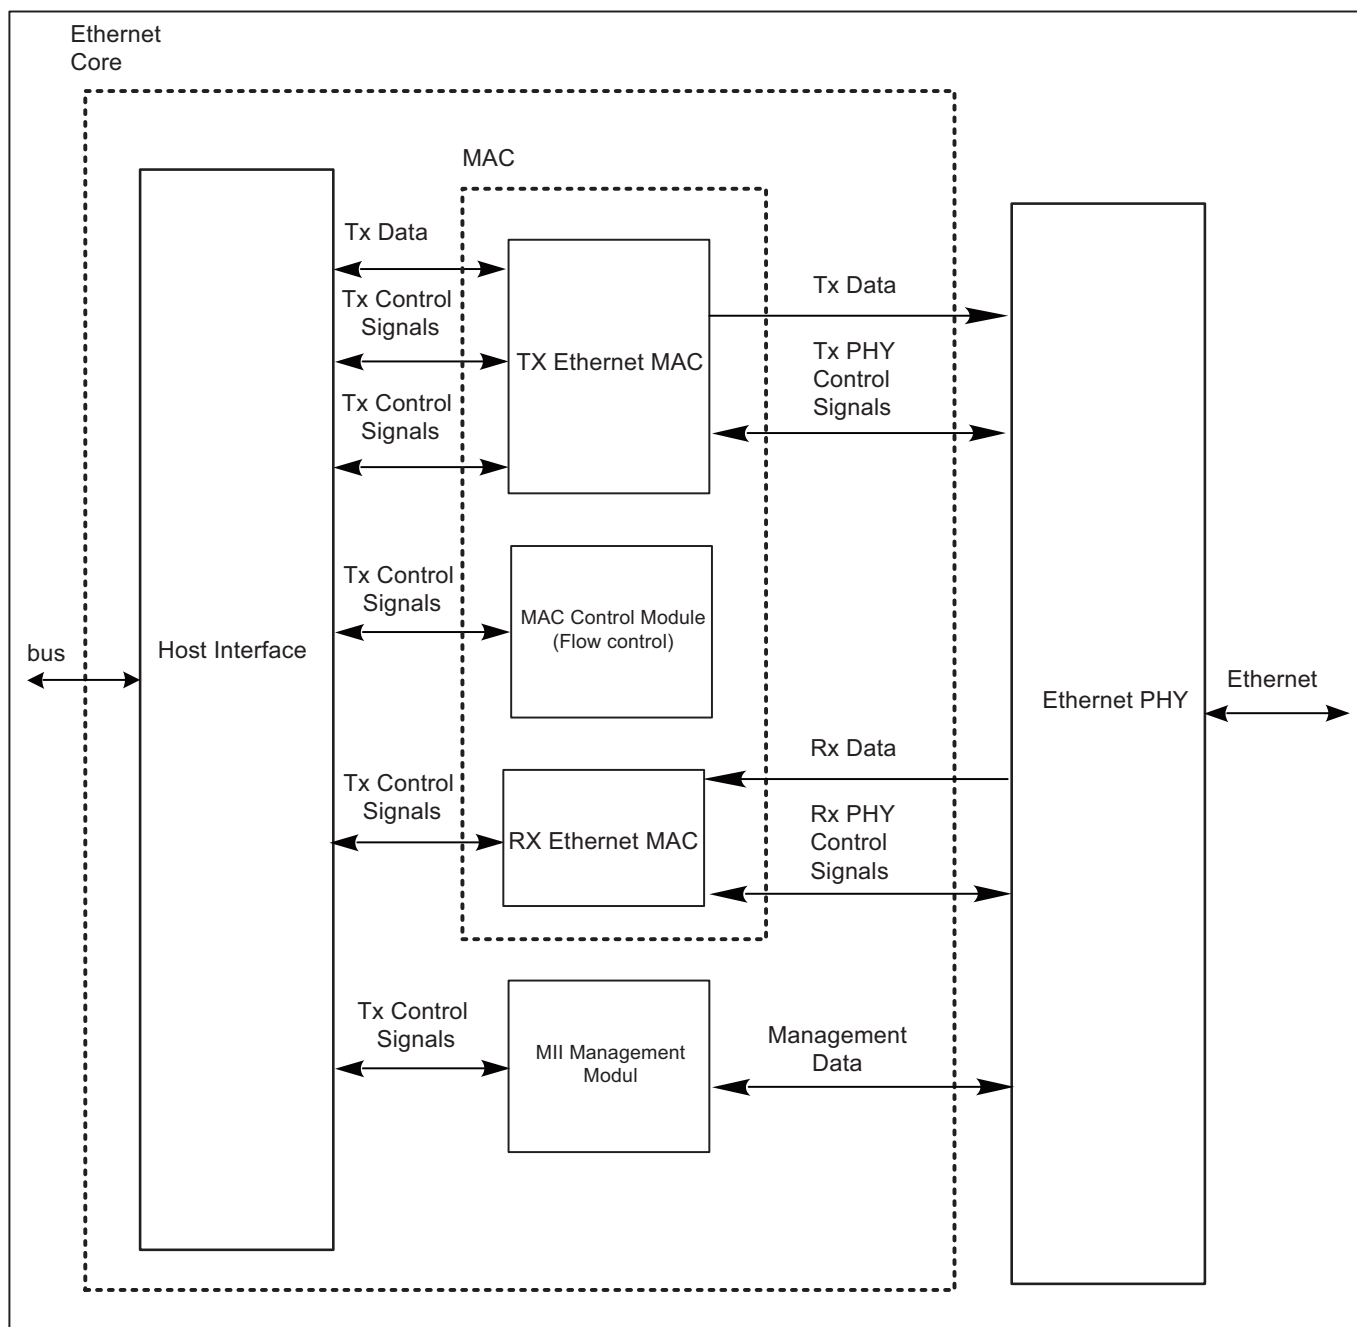 Ethernet
Core
MAC
Tx Data
Tx Control
Signals
Tx Control
Signals
TX Ethernet MAC
Tx Data
Tx PHY
Control
Signals
Tx Control
Signals
MAC Control Module
(Flow control)
bus
Host Interface
Ethernet PHY
Ethernet
Rx Data
Tx Control
Signals
RX Ethernet MAC
Rx PHY
Control
Signals
Tx Control
Signals
MII Management
Modul
Management
Data